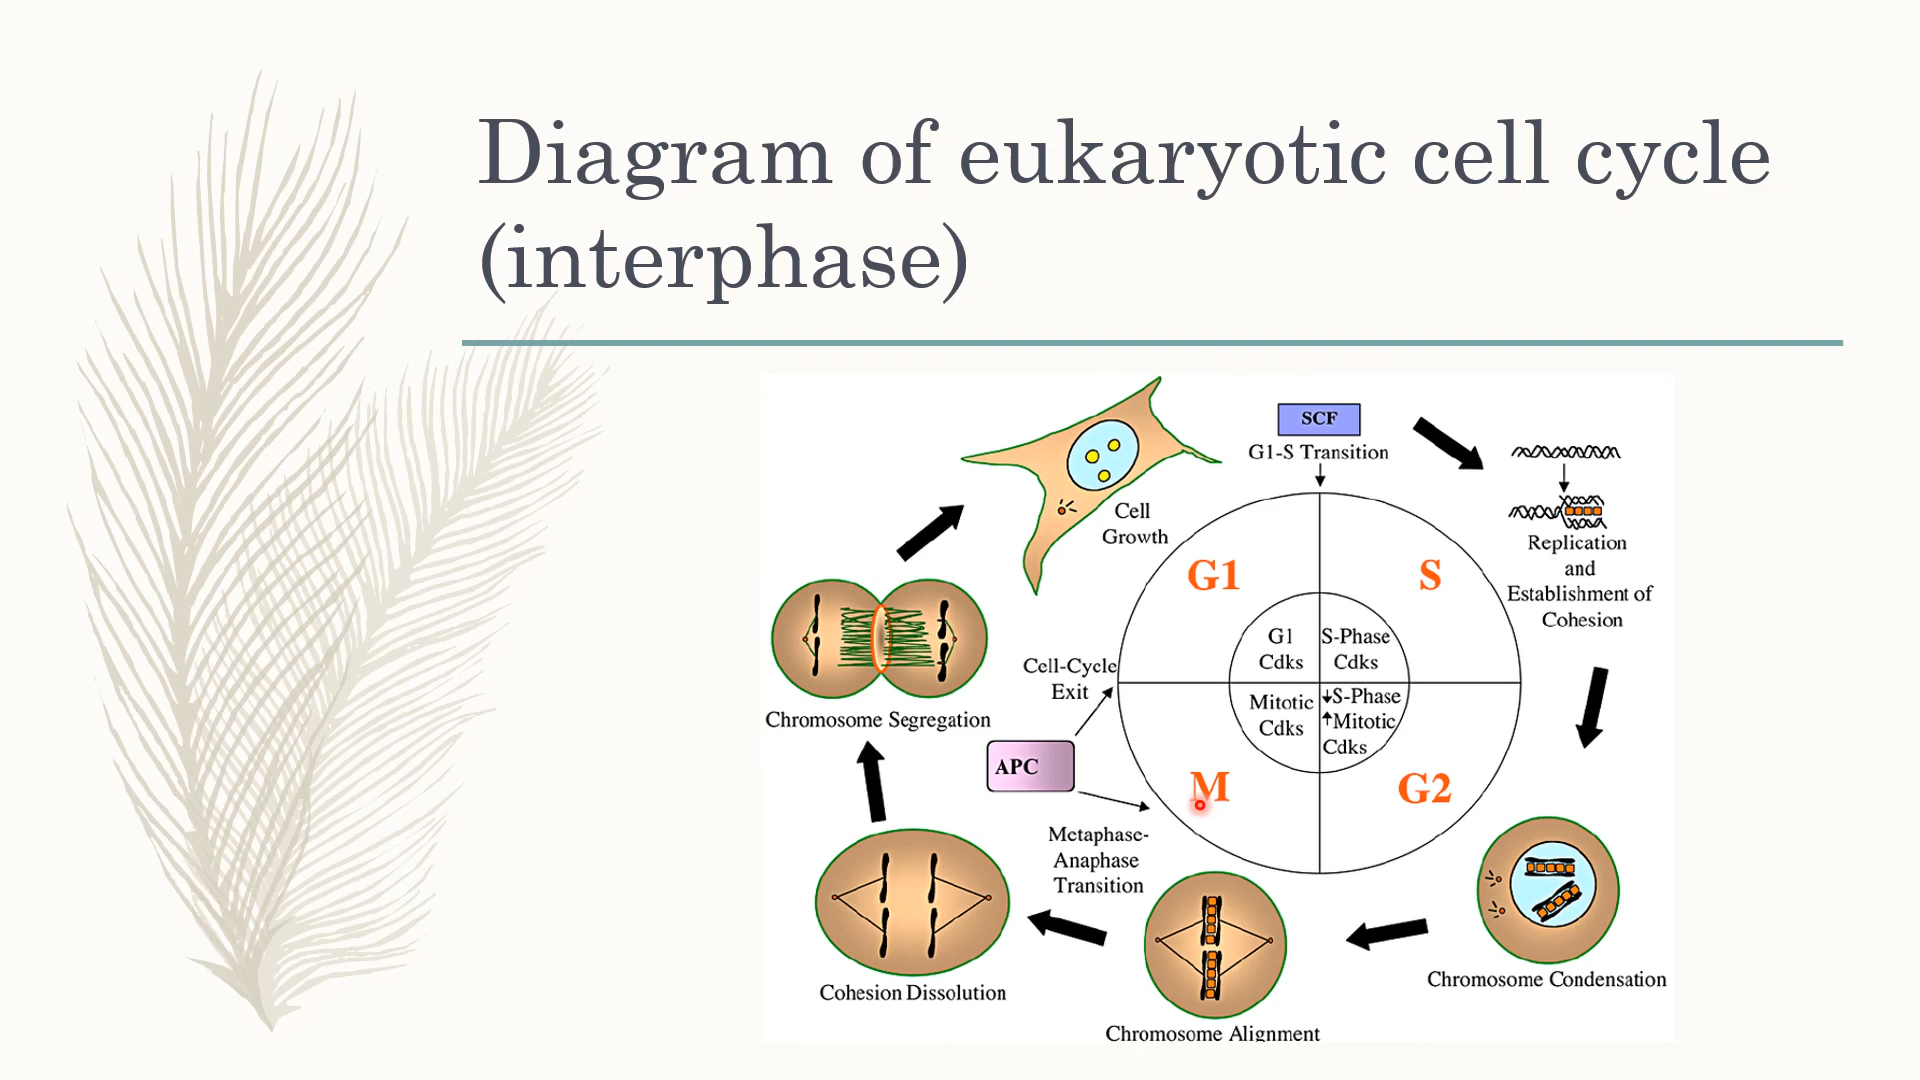 Diagram of eukaryotic cell cycle
(interphase)
SCF
G1-S Transition
Cell
Growth
G1
S
Replication
and
Establishment of
Cohesion
G1
Cdks
S-Phase
Cdks
Cell-Cycle
Exit
Mitotic
Cdks
S-Phase
Mitotic
Cdks
Chromosome Segregation
APC
M
G2
Metaphase-
Anaphase
Transition
Chromosome Condensation
Cohesion Dissolution
Chromosome Alignment